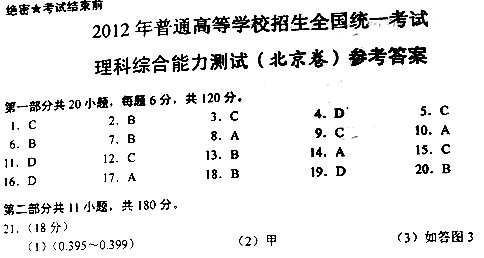 绝密★考试结束前
2012年普通高等学校招生全国统一考试
理科综合能力测试（北京卷）参考答案
第一部分共20小题，每题6分，共120分。
1. C 2. B 3. C 4. D 5. C
6. B 7. B 8. A 9. C 10. A
11. D 12. C 13. B 14. A 15. C
16. D 17. A 18. B 19. D 20. B
第二部分共11小题，共180分。
21.（18分）
（1）(0.395～0.399) （2）甲 （3）如答图3